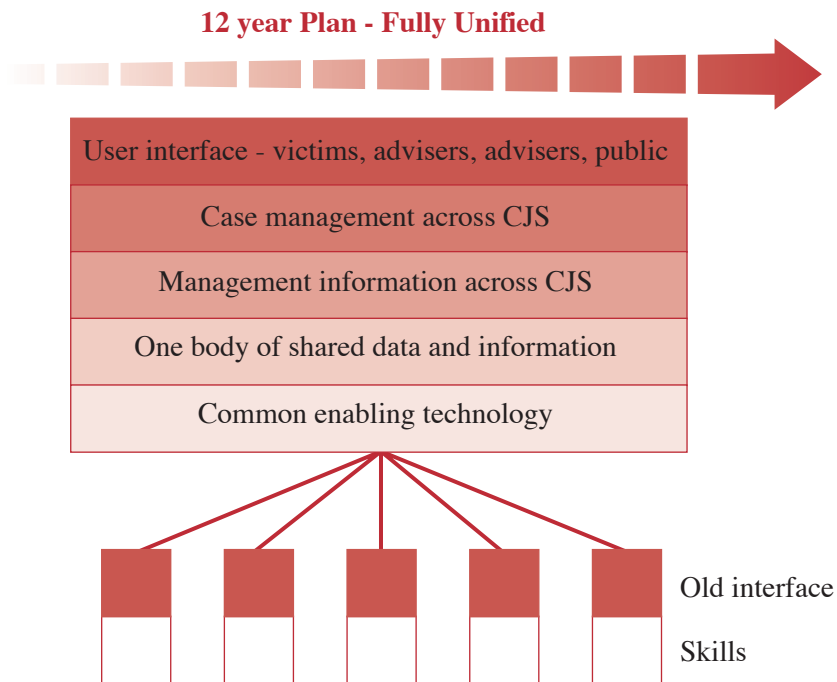 12 year Plan - Fully Unified
User interface - victims, advisers, advisers, public
Case management across CJS
Management information across CJS
One body of shared data and information
Common enabling technology
Old interface
Skills